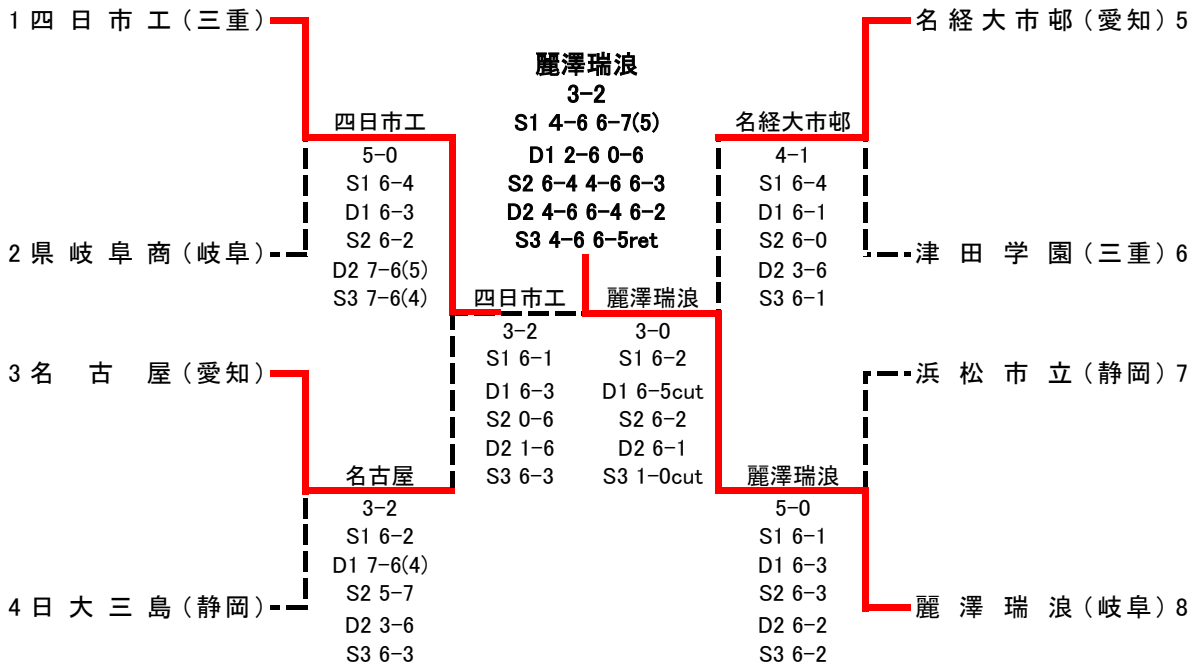 1 四日市工(三重)
2 県岐阜商(岐阜)
3 名古屋(愛知)
4 日大三島(静岡)
四日市工
5-0
S1 6-4
D1 6-3
S2 6-2
D2 7-6(5)
S3 7-6(4)
名古屋
3-2
S1 6-2
D1 7-6(4)
S2 5-7
D2 3-6
S3 6-3
四日市工
3-2
S1 6-1
D1 6-3
S2 0-6
D2 1-6
S3 6-3
麗澤瑞浪
3-2
S1 4-6 6-7(5)
D1 2-6 0-6
S2 6-4 4-6 6-3
D2 4-6 6-4 6-2
S3 4-6 6-5ret
麗澤瑞浪
3-0
S1 6-2
D1 6-5cut
S2 6-2
D2 6-1
S3 1-0cut
名経大市邨
4-1
S1 6-4
D1 6-1
S2 6-0
D2 3-6
S3 6-1
麗澤瑞浪
5-0
S1 6-1
D1 6-3
S2 6-3
D2 6-2
S3 6-2
名経大市邨(愛知) 5
津田学園(三重) 6
浜松市立(静岡) 7
麗澤瑞浪(岐阜) 8